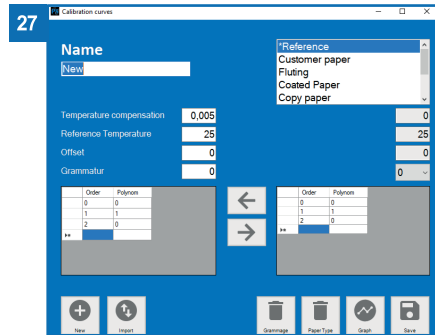 27
Calibration curves
Name
New
*Reference
Customer paper
Fluting
Coated Paper
Copy paper
Temperature compensation 0,005 0
Reference Temperature 25 25
Offset 0 0
Grammatur 0 0
Order Polynom
0 0
1 1
2 0
Order Polynom
0 0
1 1
2 0
New Import Grammage Paper Type Graph Save